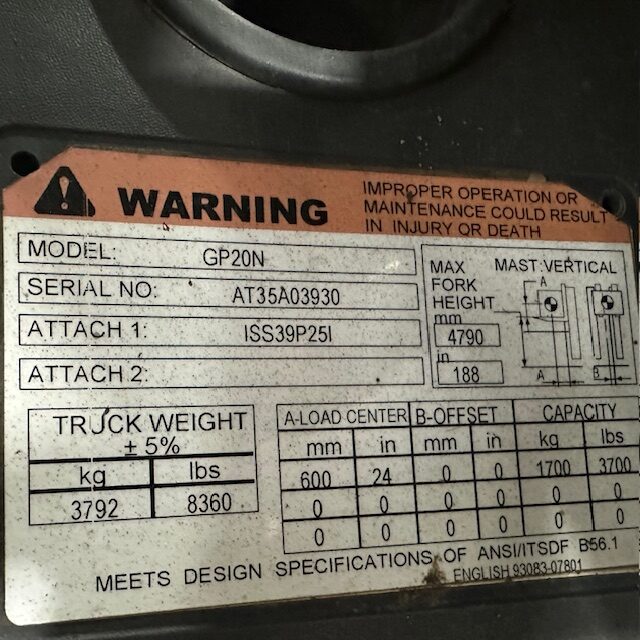 WARNING
IMPROPER OPERATION OR
MAINTENANCE COULD RESULT
IN INJURY OR DEATH
MODEL: GP20N
SERIAL NO: AT35A03930
ATTACH 1: ISS39P25I
ATTACH 2:
MAX
FORK
HEIGHT
mm
4790
in
188
MAST:VERTICAL
A
A B
TRUCK WEIGHT
± 5%
kg lbs
3792 8360
A-LOAD CENTER B-OFFSET CAPACITY
mm in mm in kg lbs
600 24 0 0 1700 3700
0 0 0 0 0 0
0 0 0 0 0 0
MEETS DESIGN SPECIFICATIONS OF ANSI/ITSDF B56.1
ENGLISH 93083-07801